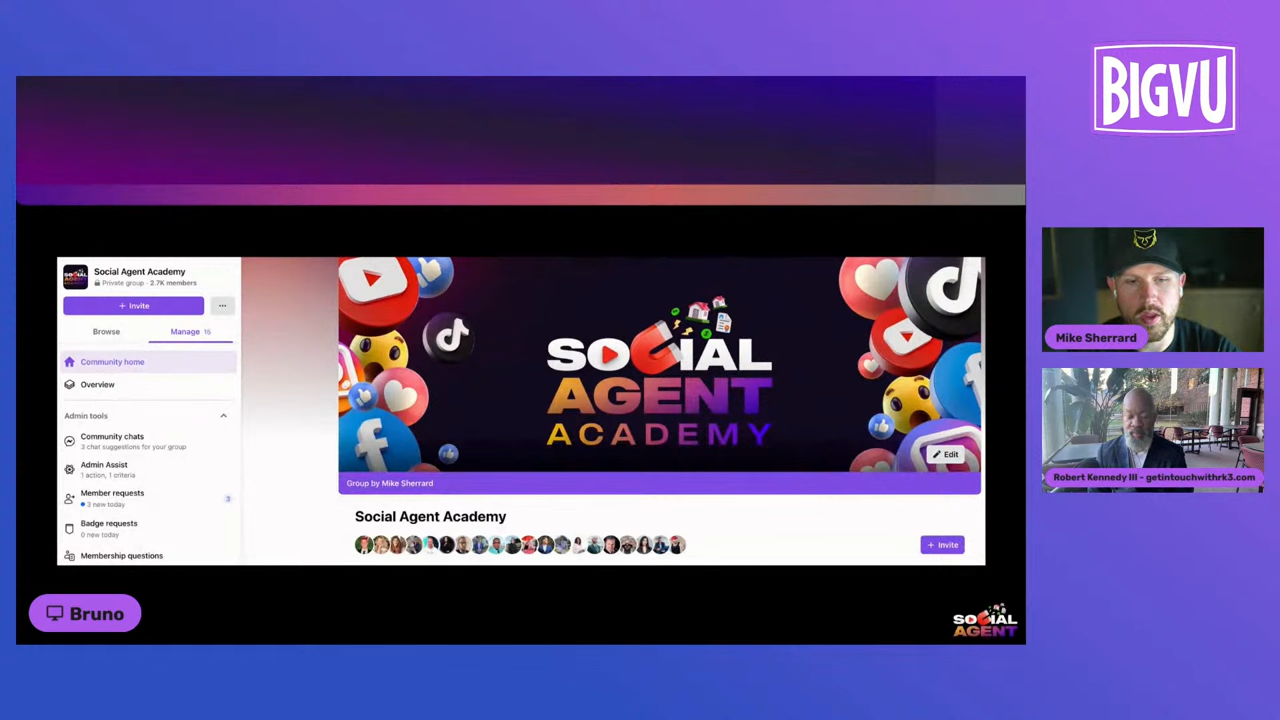 BIGVU
Social Agent Academy
Private group · 2.7K members
+ Invite
...
Browse
Manage 15
Community home
Overview
Admin tools
Community chats
3 chat suggestions for your group
Admin Assist
1 action, 1 criteria
Member requests
3 new today
3
Badge requests
0 new today
Membership questions
SOCIAL
AGENT
ACADEMY
Edit
Group by Mike Sherrard
Social Agent Academy
+ Invite
Mike Sherrard
Robert Kennedy III - getintouchwithrk3.com
Bruno
SOCIAL
AGENT